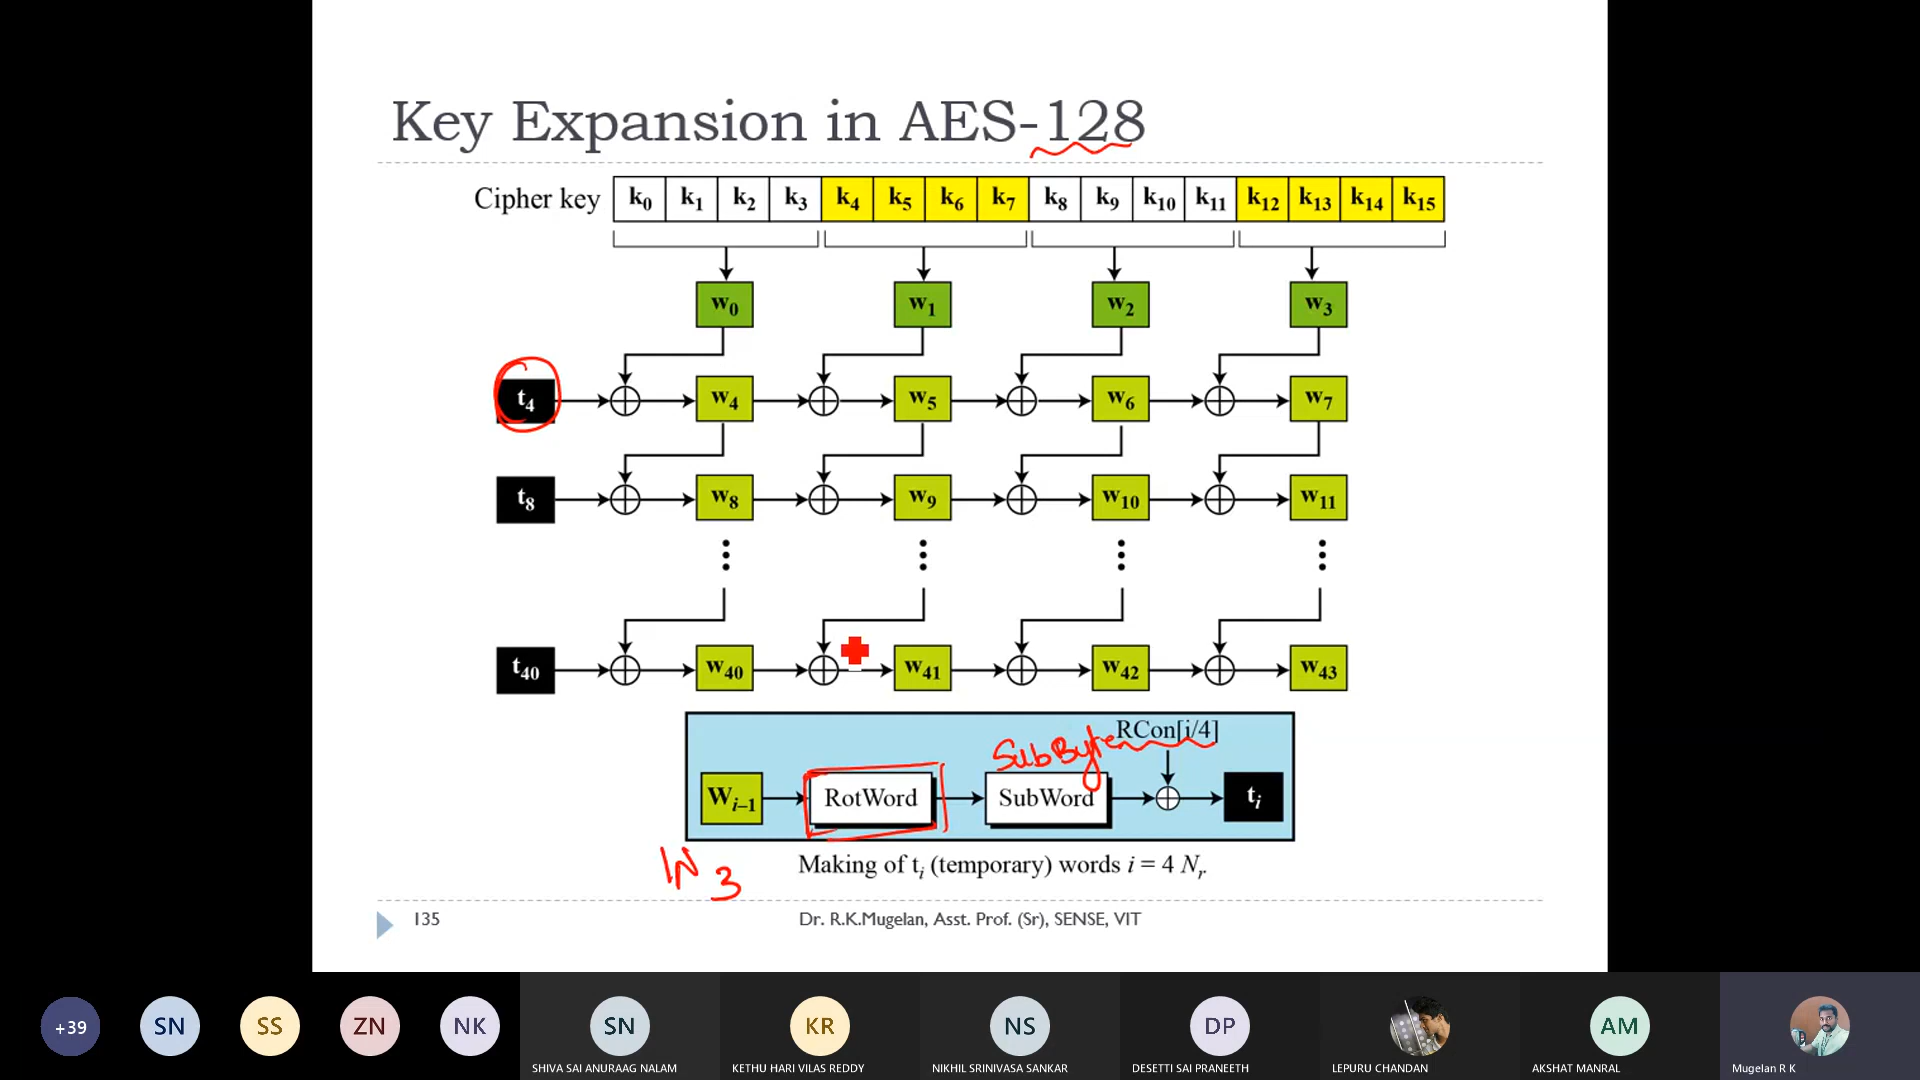 Key Expansion in AES-128
Cipher key k0 k1 k2 k3 k4 k5 k6 k7 k8 k9 k10 k11 k12 k13 k14 k15
w0 w1 w2 w3
t4 w4 w5 w6 w7
t8 w8 w9 w10 w11
t40 w40 w41 w42 w43
SubByte RCon[i/4]
Wi–1 RotWord SubWord ti
W3
Making of ti (temporary) words i = 4 Nr.
135 Dr. R.K.Mugelan, Asst. Prof. (Sr), SENSE, VIT
+39 SN SS ZN NK SN KR NS DP AM
SHIVA SAI ANURAAG NALAM KETHU HARI VILAS REDDY NIKHIL SRINIVASA SANKAR DESETTI SAI PRANEETH LEPURU CHANDAN AKSHAT MANRAL Mugelan R K